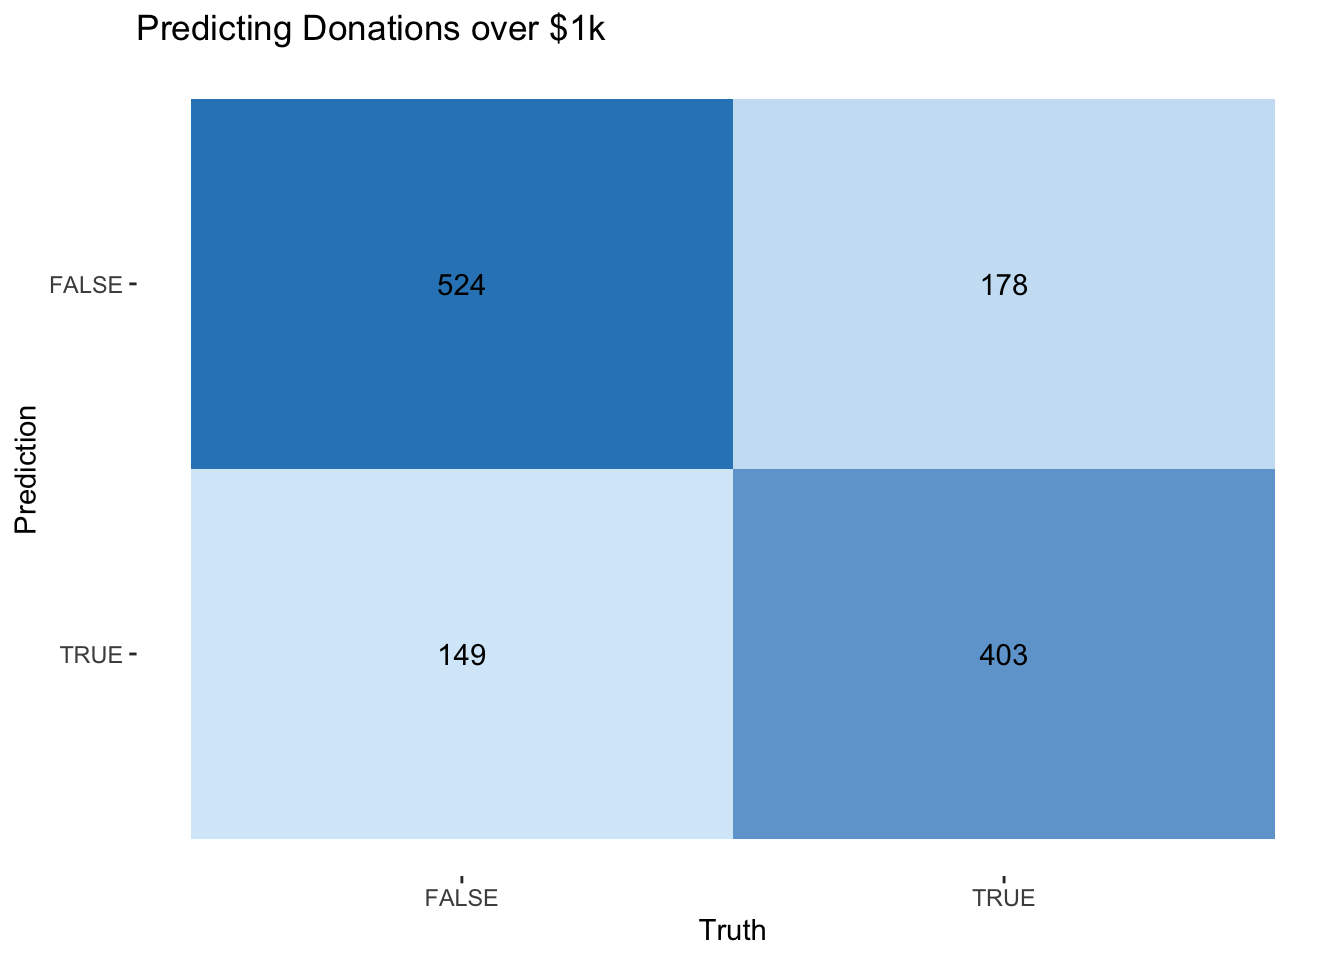 Predicting Donations over $1k
FALSE
524
178
Prediction
TRUE
149
403
FALSE
TRUE
Truth